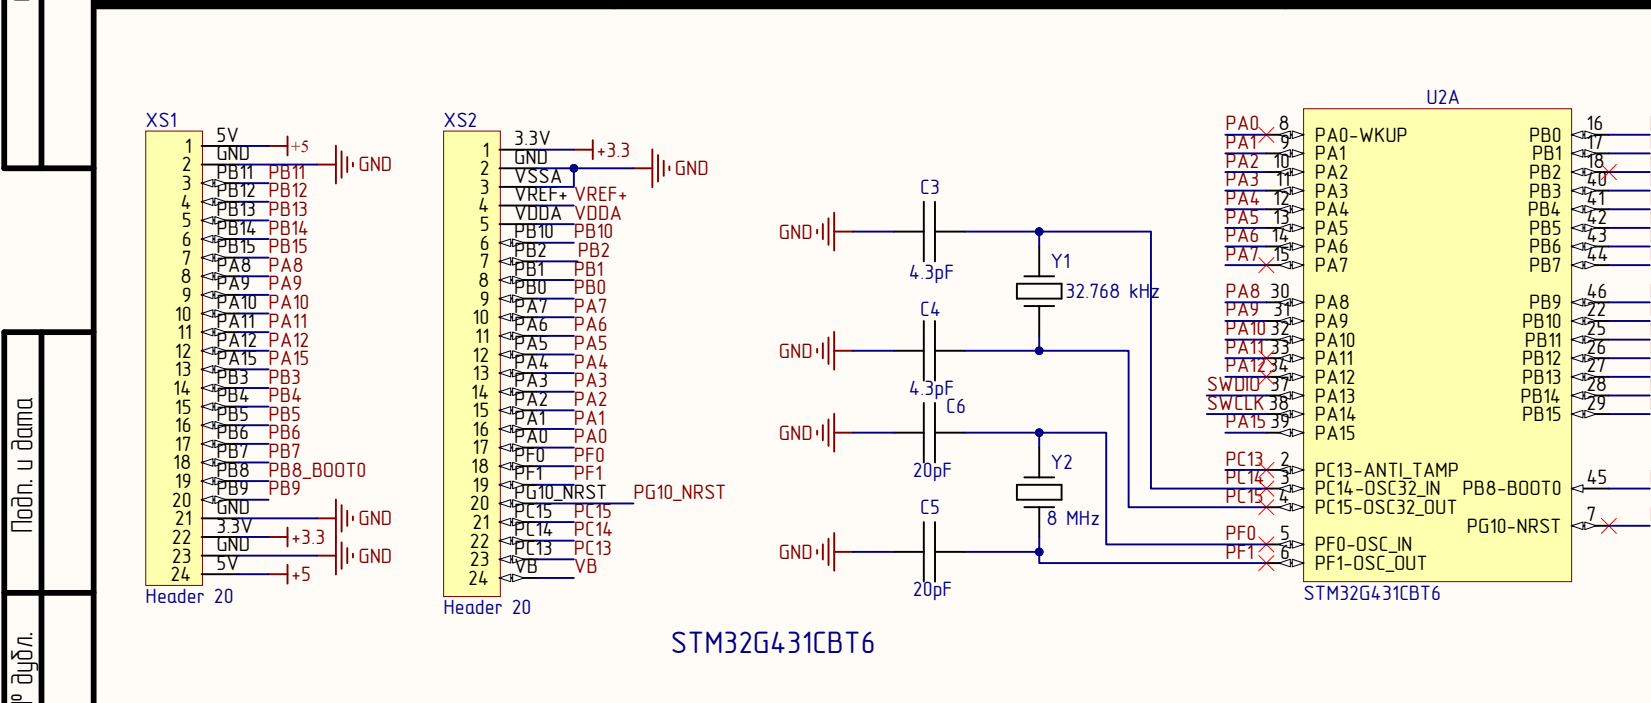 XS1
1 5V +5
2 GND GND
3 PB11 PB11
4 PB12 PB12
5 PB13 PB13
6 PB14 PB14
7 PB15 PB15
8 PA8 PA8
9 PA9 PA9
10 PA10 PA10
11 PA11 PA11
12 PA12 PA12
13 PA15 PA15
14 PB3 PB3
15 PB4 PB4
16 PB5 PB5
17 PB6 PB6
18 PB7 PB7
19 PB8 PB8_BOOT0
20 PB9 PB9
21 GND GND
22 3.3V +3.3
23 GND GND
24 5V +5
Header 20
XS2
1 3.3V +3.3
2 GND GND
3 VSSA
4 VREF+ VREF+
5 VDDA VDDA
6 PB10 PB10
7 PB2 PB2
8 PB1 PB1
9 PB0 PB0
10 PA7 PA7
11 PA6 PA6
12 PA5 PA5
13 PA4 PA4
14 PA3 PA3
15 PA2 PA2
16 PA1 PA1
17 PA0 PA0
18 PF0 PF0
19 PF1 PF1
20 PG10_NRST PG10_NRST
21 PC15 PC15
22 PC14 PC14
23 PC13 PC13
24 VB VB
Header 20
C3
GND
4.3pF
Y1
32.768 kHz
C4
GND
4.3pF
C6
GND
20pF
Y2
8 MHz
C5
GND
20pF
U2A
PA0 8 PA0-WKUP PB0 16
PA1 9 PA1 PB1 17
PA2 10 PA2 PB2 18
PA3 11 PA3 PB3 40
PA4 12 PA4 PB4 41
PA5 13 PA5 PB5 42
PA6 14 PA6 PB6 43
PA7 15 PA7 PB7 44
PA8 30 PA8 PB9 46
PA9 31 PA9 PB10 22
PA10 32 PA10 PB11 25
PA11 33 PA11 PB12 26
PA12 34 PA12 PB13 27
SWDIO 37 PA13 PB14 28
SWCLK 38 PA14 PB15 29
PA15 39 PA15
PC13 2 PC13-ANTI_TAMP
PC14 3 PC14-OSC32_IN PB8-BOOT0 45
PC15 4 PC15-OSC32_OUT
PG10-NRST 7
PF0 5 PF0-OSC_IN
PF1 6 PF1-OSC_OUT
STM32G431CBT6
STM32G431CBT6
Подп. и дата
№ дубл.